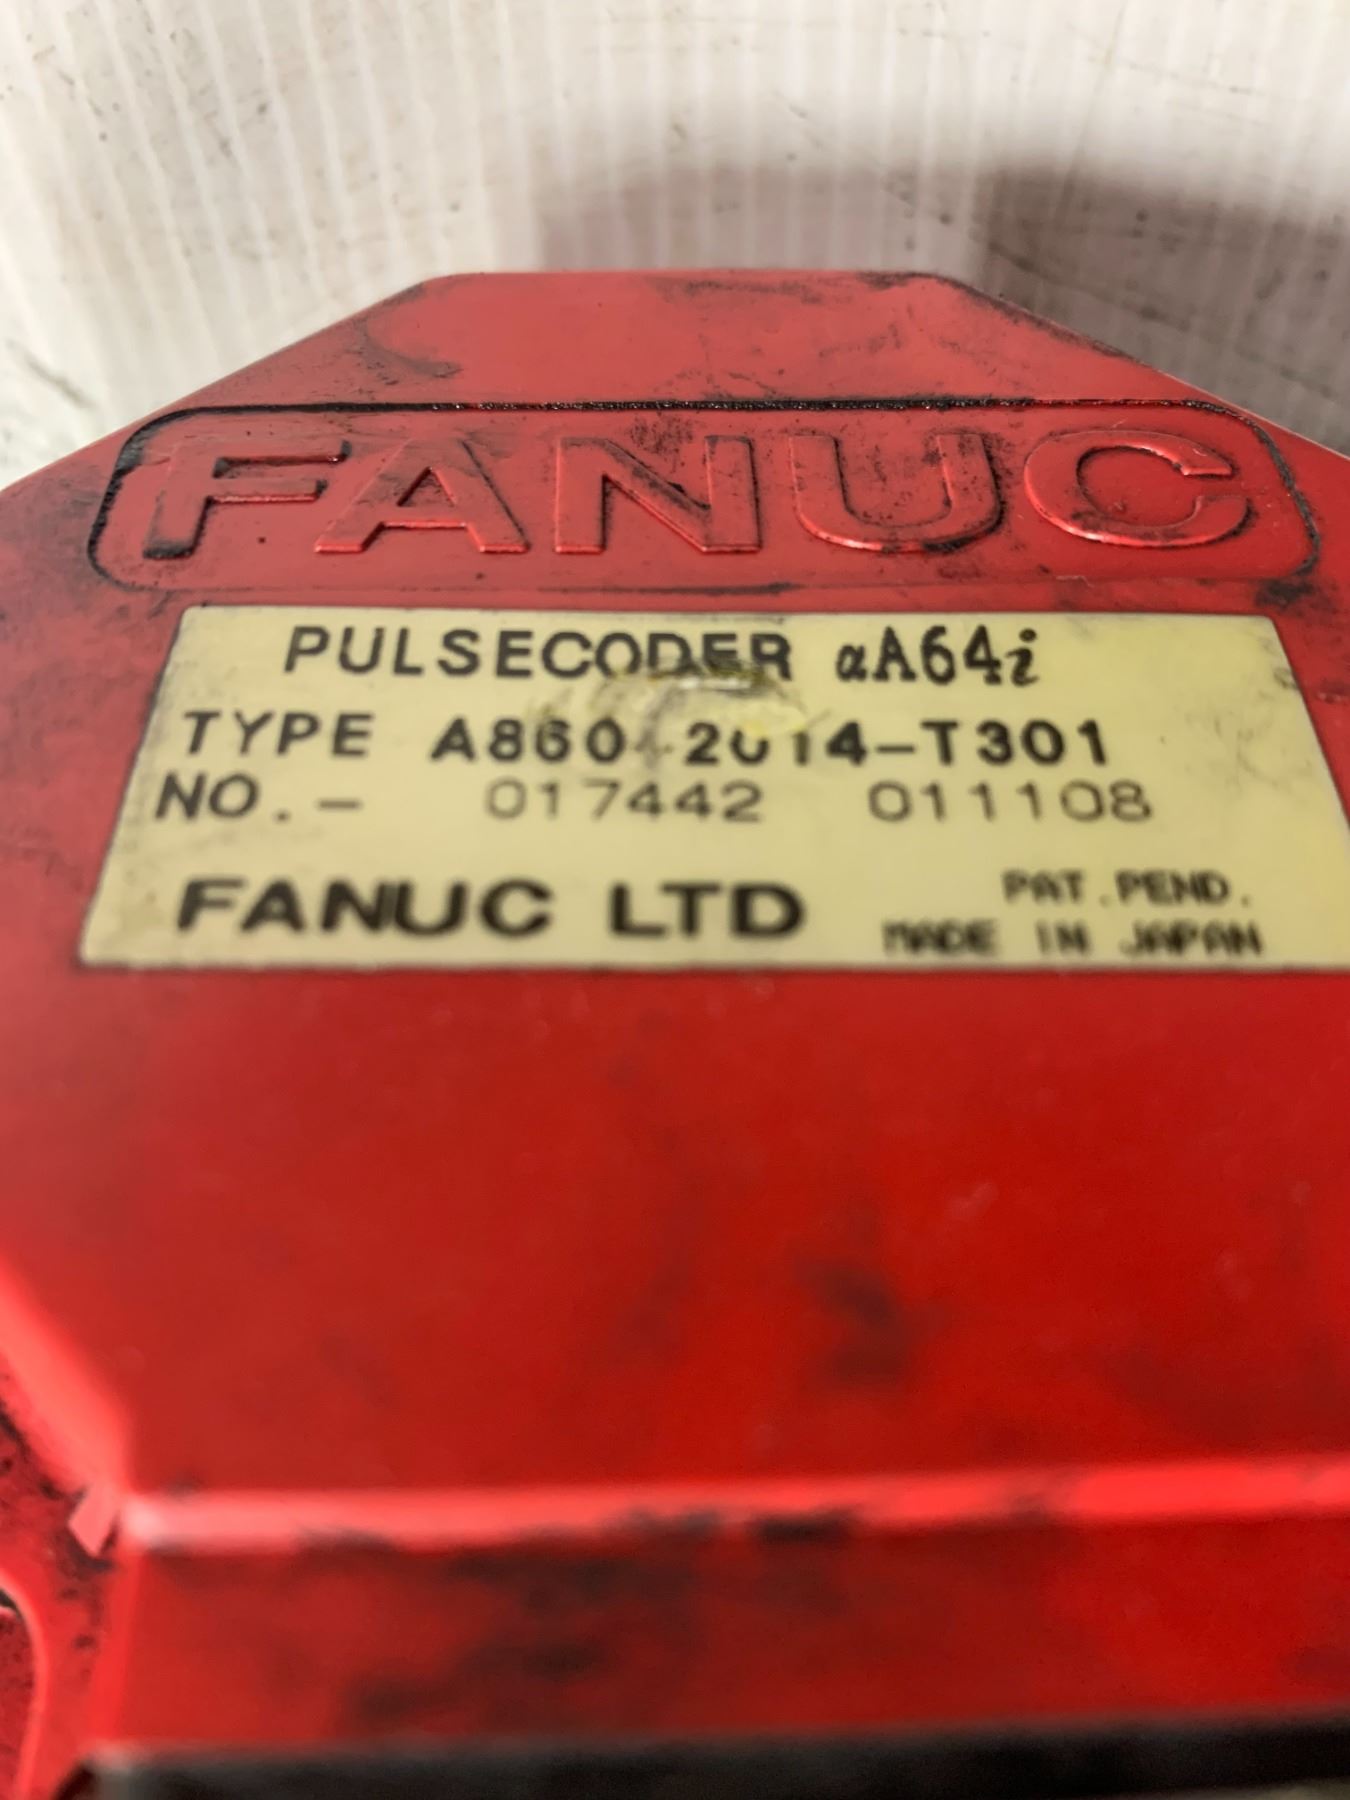 FANUC
PULSECODER αA64i
TYPE A860-2014-T301
NO.- 017442 011108
FANUC LTD
PAT.PEND.
MADE IN JAPAN